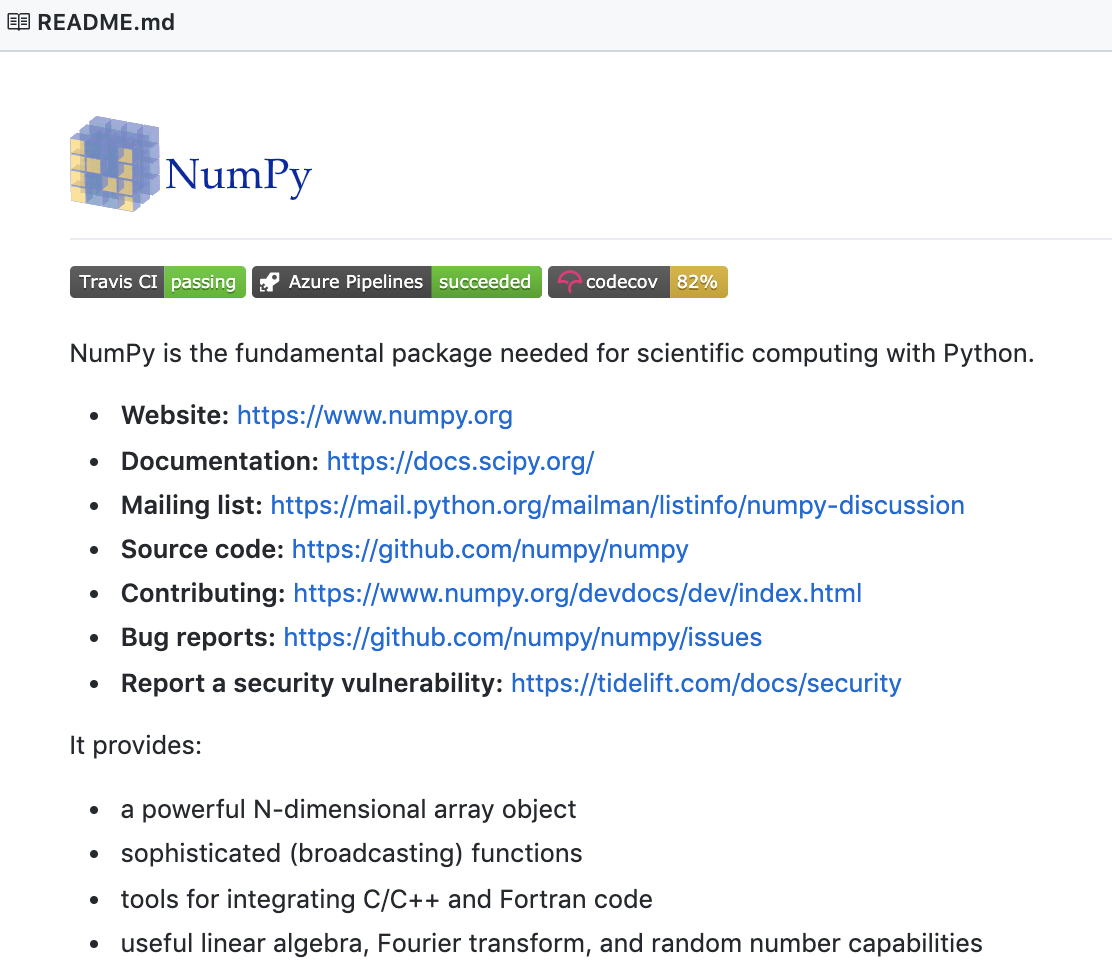 README.md
NumPy
Travis CI passing Azure Pipelines succeeded codecov 82%
NumPy is the fundamental package needed for scientific computing with Python.
• Website: https://www.numpy.org
• Documentation: https://docs.scipy.org/
• Mailing list: https://mail.python.org/mailman/listinfo/numpy-discussion
• Source code: https://github.com/numpy/numpy
• Contributing: https://www.numpy.org/devdocs/dev/index.html
• Bug reports: https://github.com/numpy/numpy/issues
• Report a security vulnerability: https://tidelift.com/docs/security
It provides:
• a powerful N-dimensional array object
• sophisticated (broadcasting) functions
• tools for integrating C/C++ and Fortran code
• useful linear algebra, Fourier transform, and random number capabilities